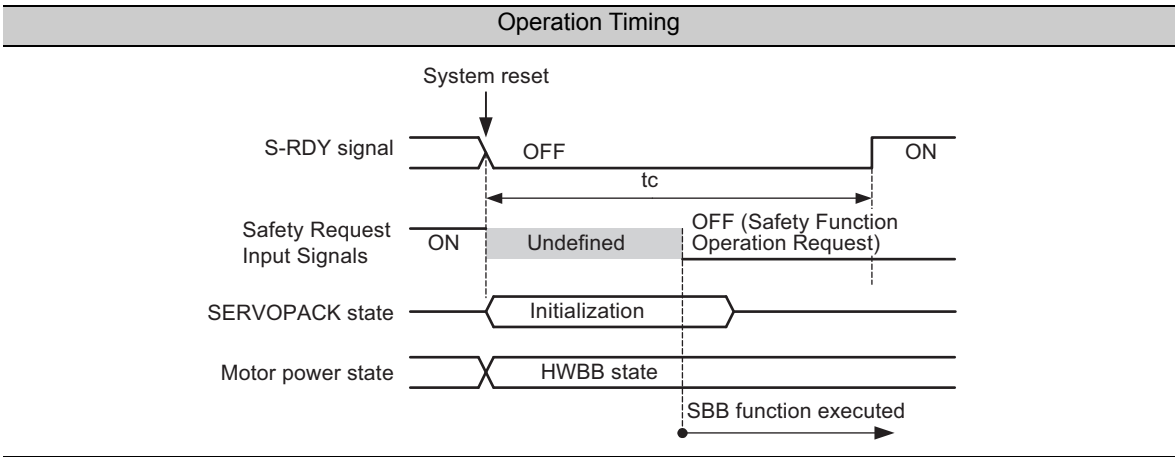 Operation Timing
System reset
S-RDY signal
OFF
ON
tc
Safety Request
Input Signals
ON
Undefined
OFF (Safety Function
Operation Request)
SERVOPACK state
Initialization
Motor power state
HWBB state
SBB function executed